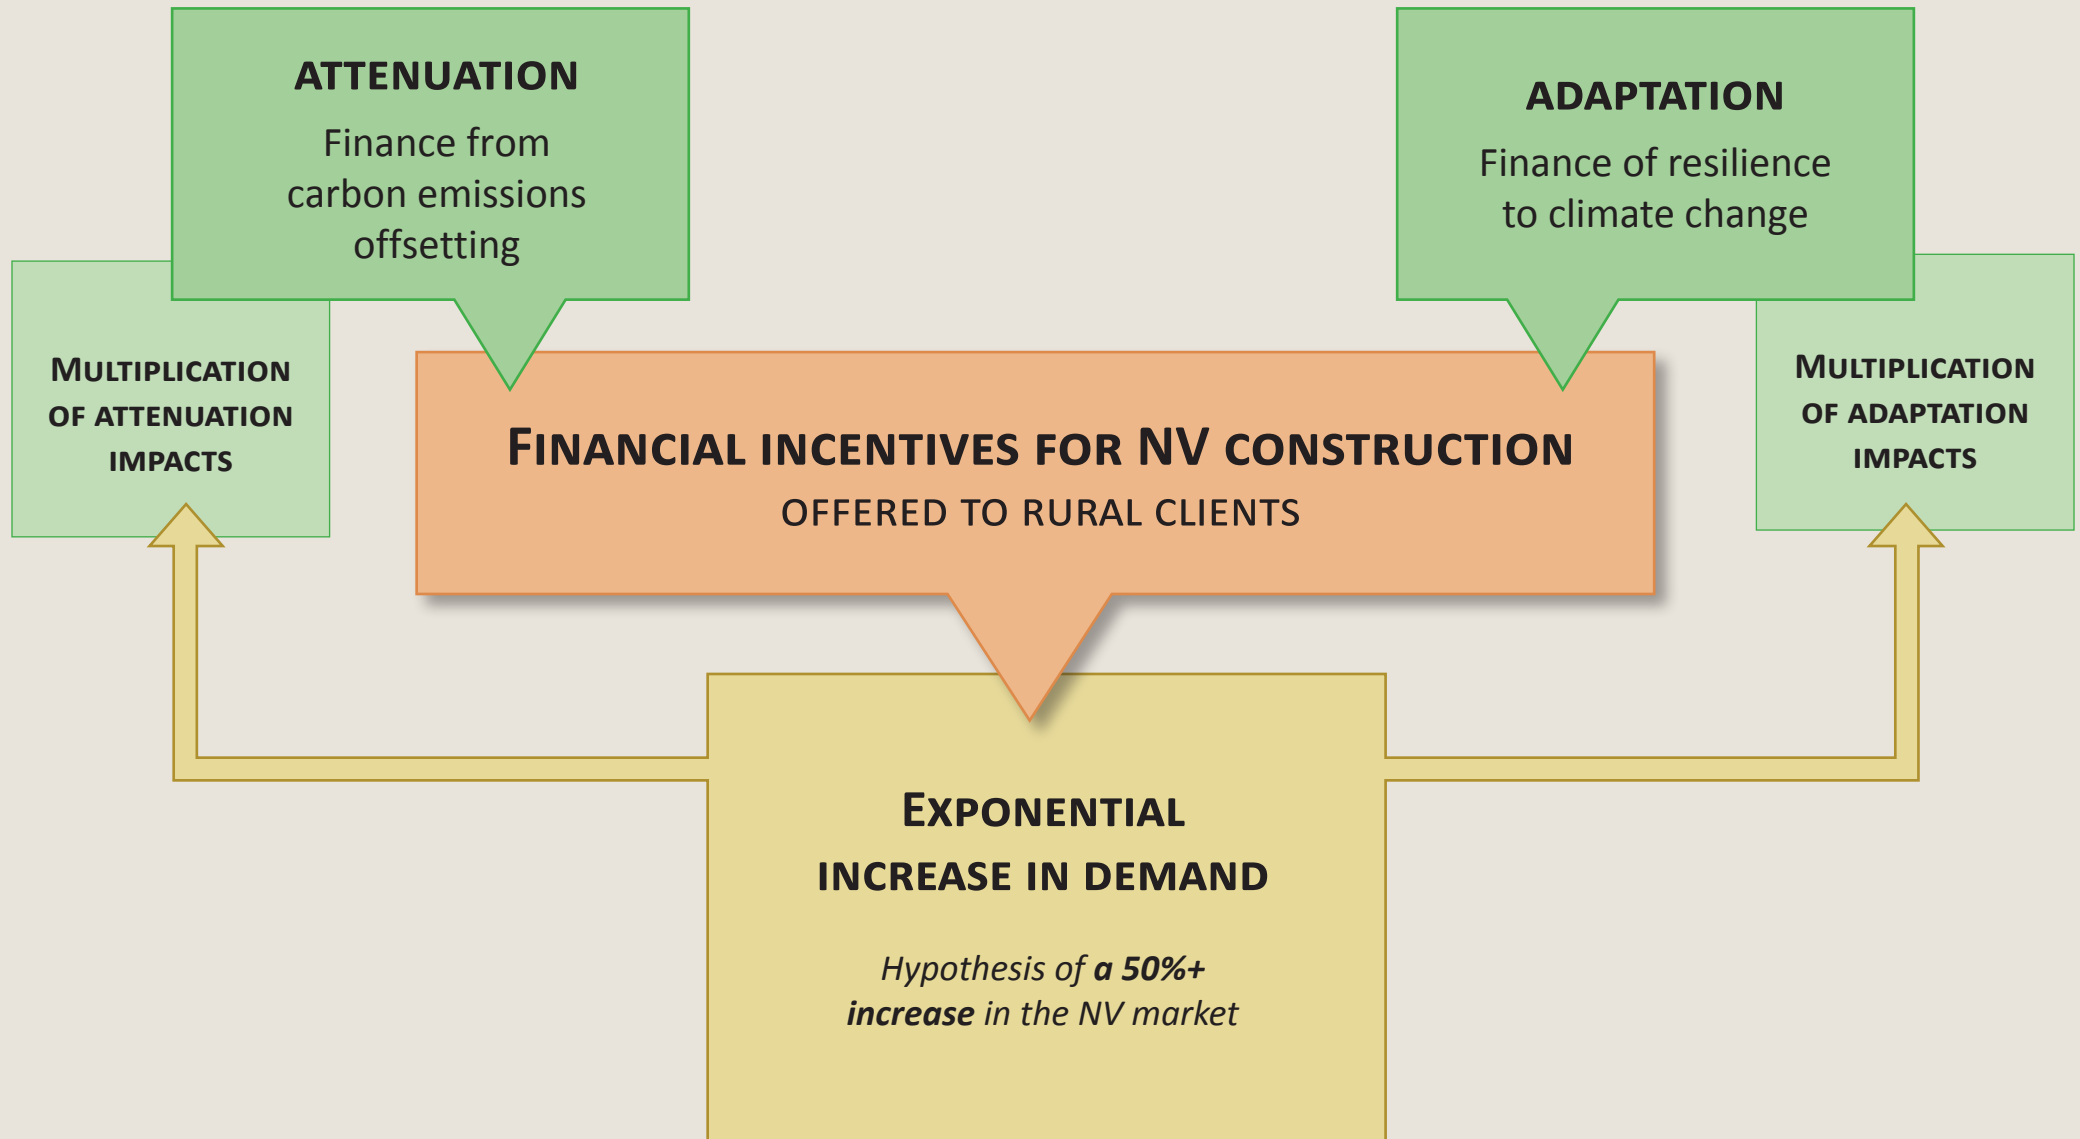 ATTENUATION
Finance from
carbon emissions
offsetting
ADAPTATION
Finance of resilience
to climate change
MULTIPLICATION
OF ATTENUATION
IMPACTS
FINANCIAL INCENTIVES FOR NV CONSTRUCTION
OFFERED TO RURAL CLIENTS
MULTIPLICATION
OF ADAPTATION
IMPACTS
EXPONENTIAL
INCREASE IN DEMAND
Hypothesis of a 50%+
increase in the NV market